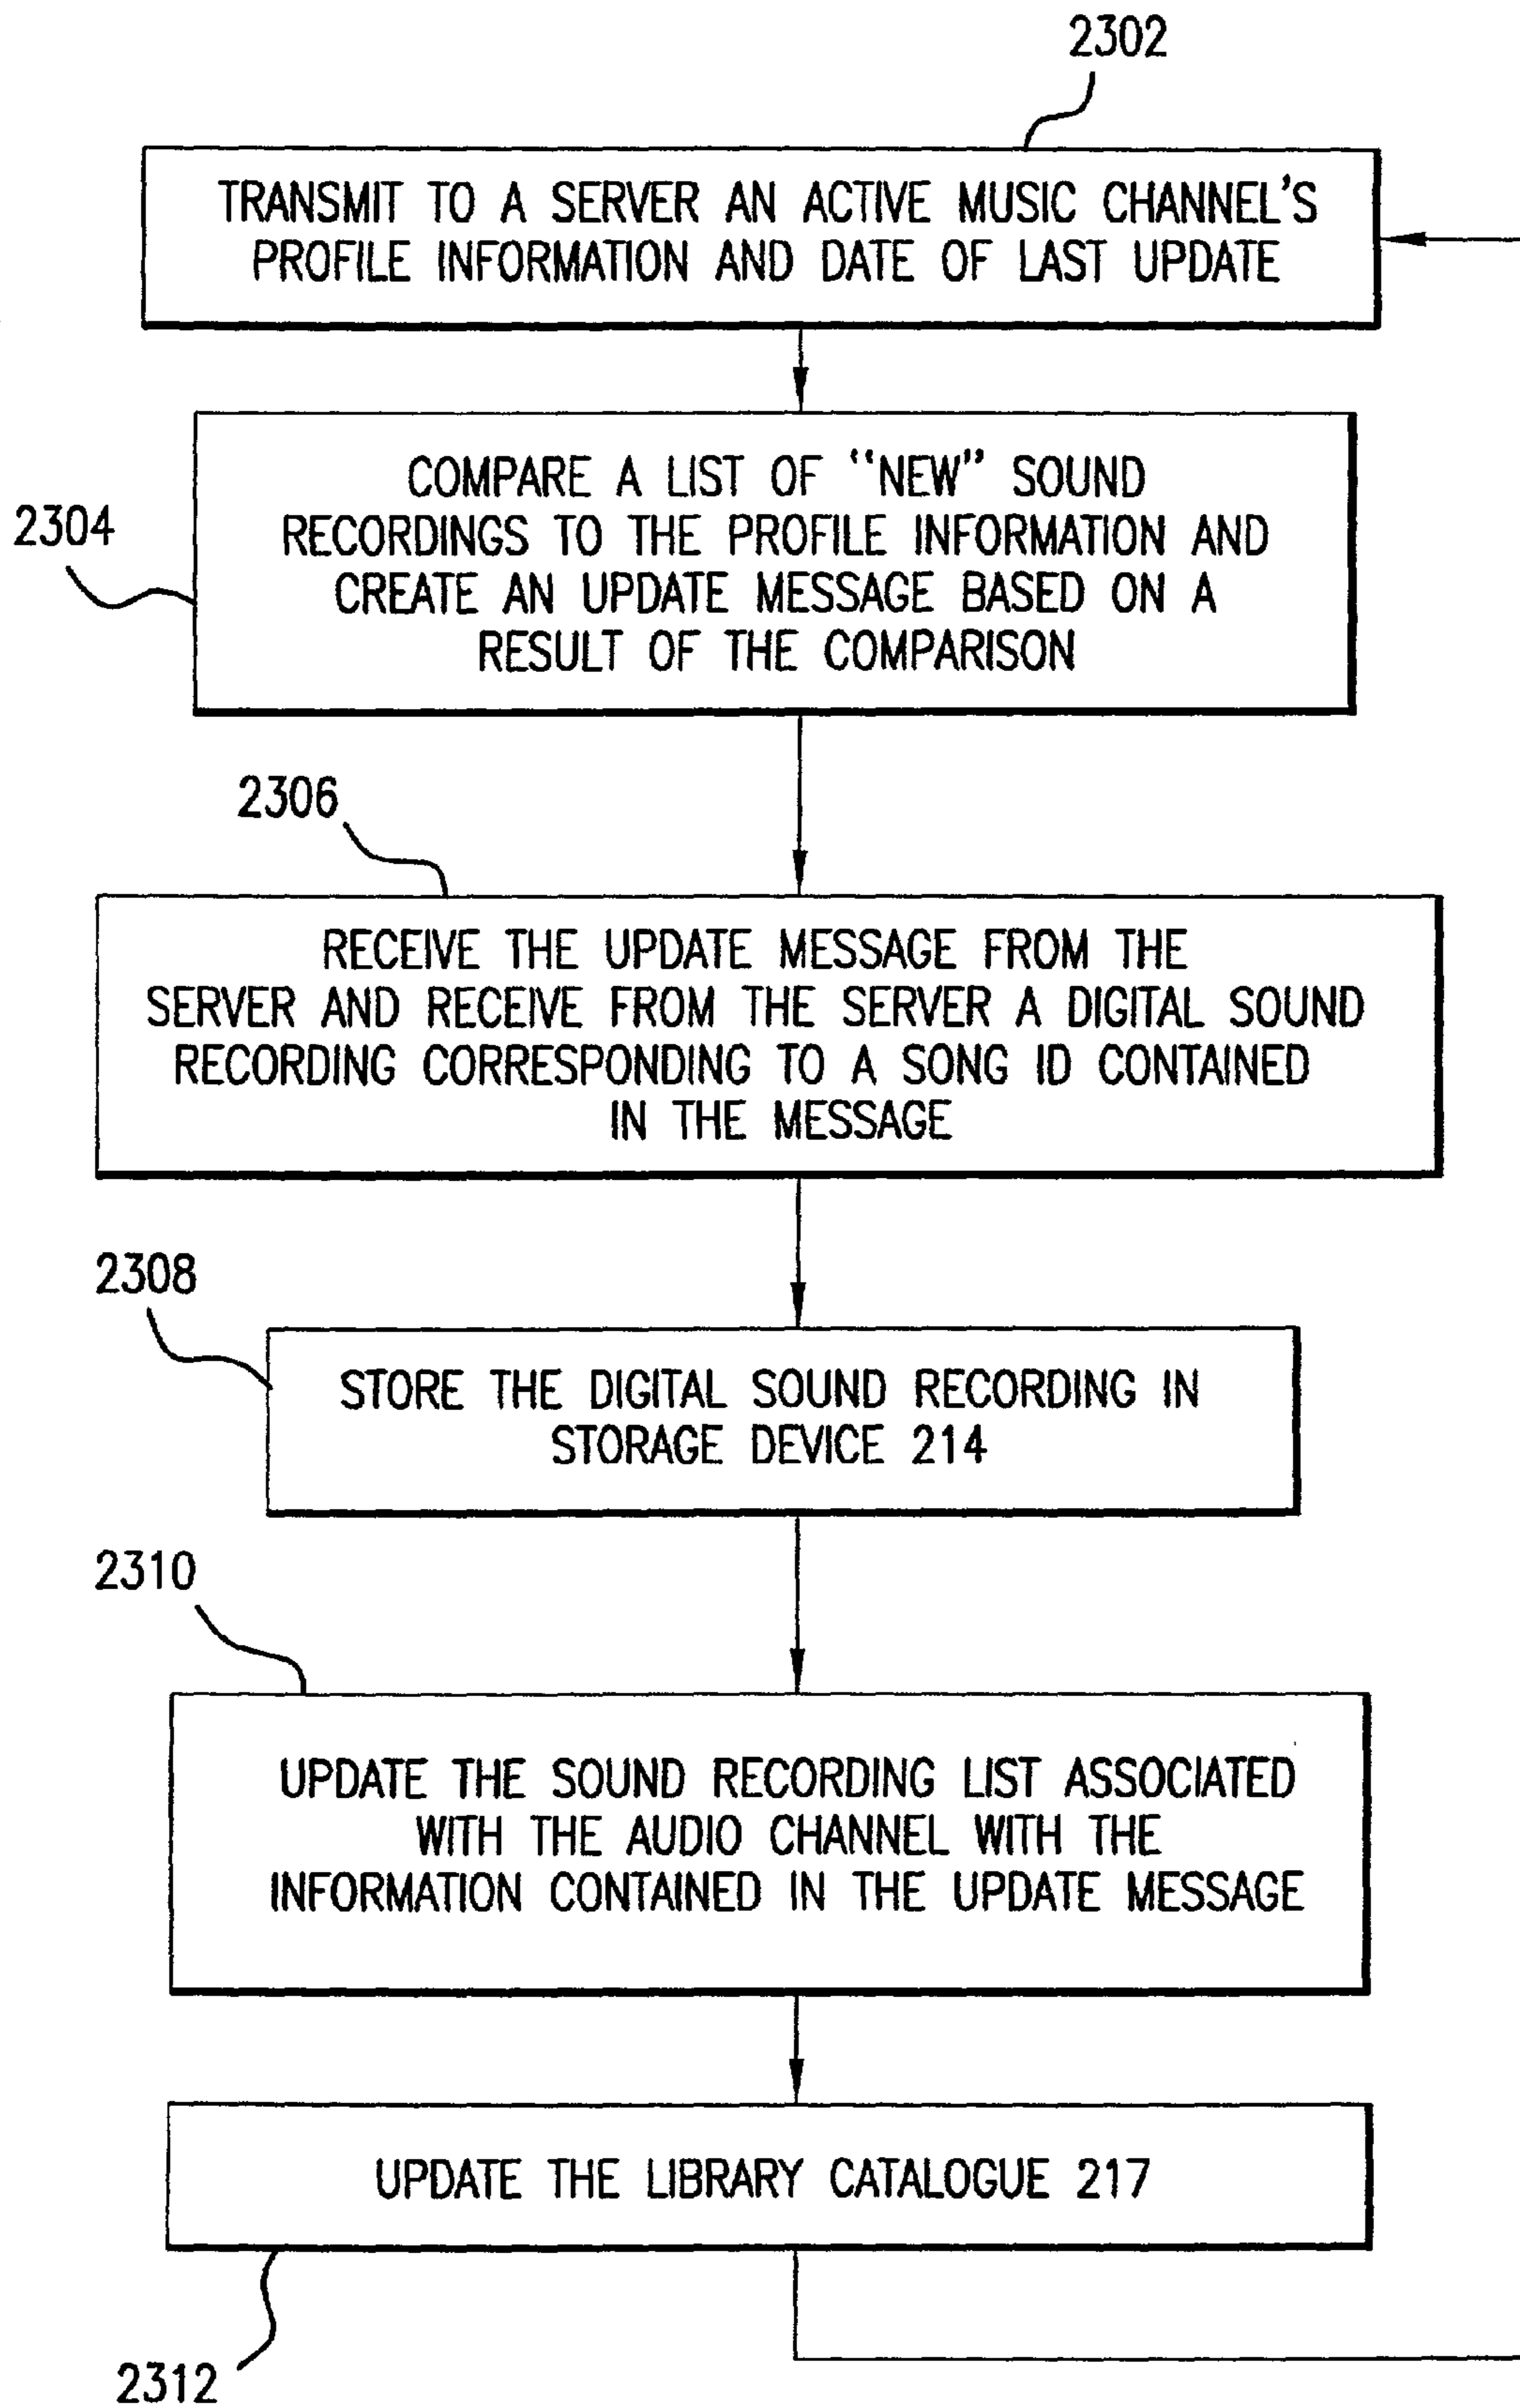 2302
TRANSMIT TO A SERVER AN ACTIVE MUSIC CHANNEL'S
PROFILE INFORMATION AND DATE OF LAST UPDATE
2304
COMPARE A LIST OF "NEW" SOUND
RECORDINGS TO THE PROFILE INFORMATION AND
CREATE AN UPDATE MESSAGE BASED ON A
RESULT OF THE COMPARISON
2306
RECEIVE THE UPDATE MESSAGE FROM THE
SERVER AND RECEIVE FROM THE SERVER A DIGITAL SOUND
RECORDING CORRESPONDING TO A SONG ID CONTAINED
IN THE MESSAGE
2308
STORE THE DIGITAL SOUND RECORDING IN
STORAGE DEVICE 214
2310
UPDATE THE SOUND RECORDING LIST ASSOCIATED
WITH THE AUDIO CHANNEL WITH THE
INFORMATION CONTAINED IN THE UPDATE MESSAGE
UPDATE THE LIBRARY CATALOGUE 217
2312